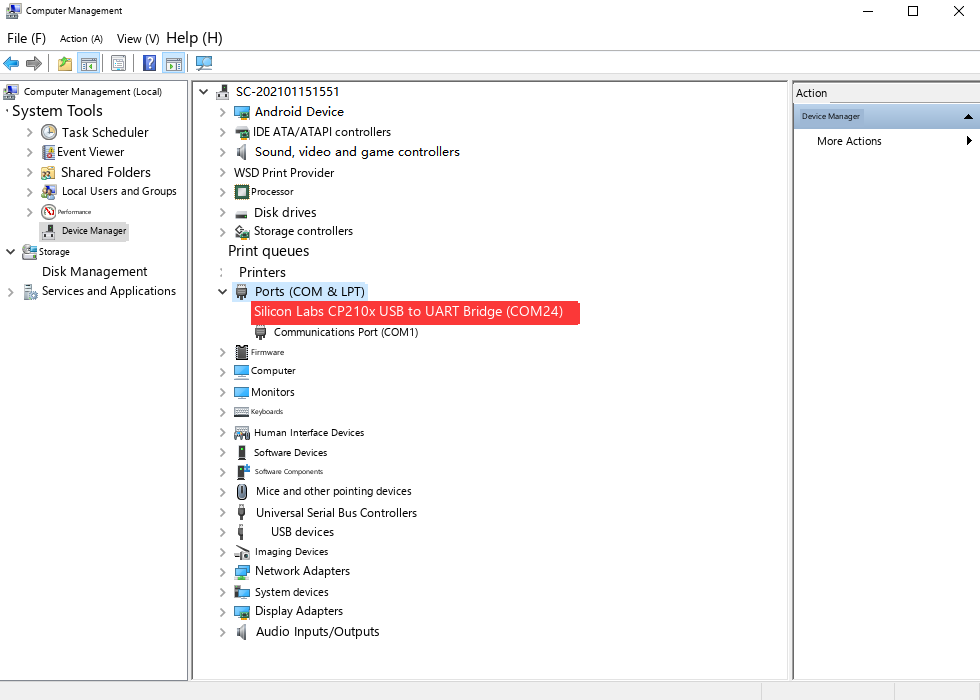 Computer Management
File (F) Action (A) View (V) Help (H)
Computer Management (Local)
System Tools
Task Scheduler
Event Viewer
Shared Folders
Local Users and Groups
Performance
Device Manager
Storage
Disk Management
Services and Applications
SC-202101151551
Android Device
IDE ATA/ATAPI controllers
Sound, video and game controllers
WSD Print Provider
Processor
Disk drives
Storage controllers
Print queues
Printers
Ports (COM & LPT)
Silicon Labs CP210x USB to UART Bridge (COM24)
Communications Port (COM1)
Firmware
Computer
Monitors
Keyboards
Human Interface Devices
Software Devices
Software Components
Mice and other pointing devices
Universal Serial Bus Controllers
USB devices
Imaging Devices
Network Adapters
System devices
Display Adapters
Audio Inputs/Outputs
Action
Device Manager
More Actions